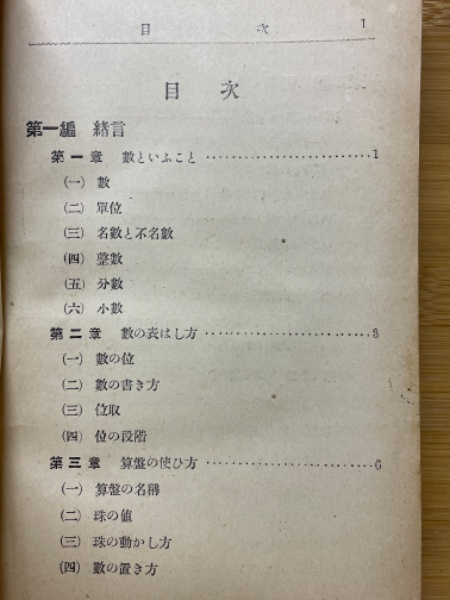 目 次 1
目 次
第一編 緒言
第一章 數といふこと ……………………… 1
(一) 數
(二) 單位
(三) 名數と不名數
(四) 整數
(五) 分數
(六) 小數
第二章 數の表はし方 ……………………… 3
(一) 數の位
(二) 數の書き方
(三) 位取
(四) 位の段階
第三章 算盤の使ひ方 ……………………… 6
(一) 算盤の名稱
(二) 珠の値
(三) 珠の動かし方
(四) 數の置き方